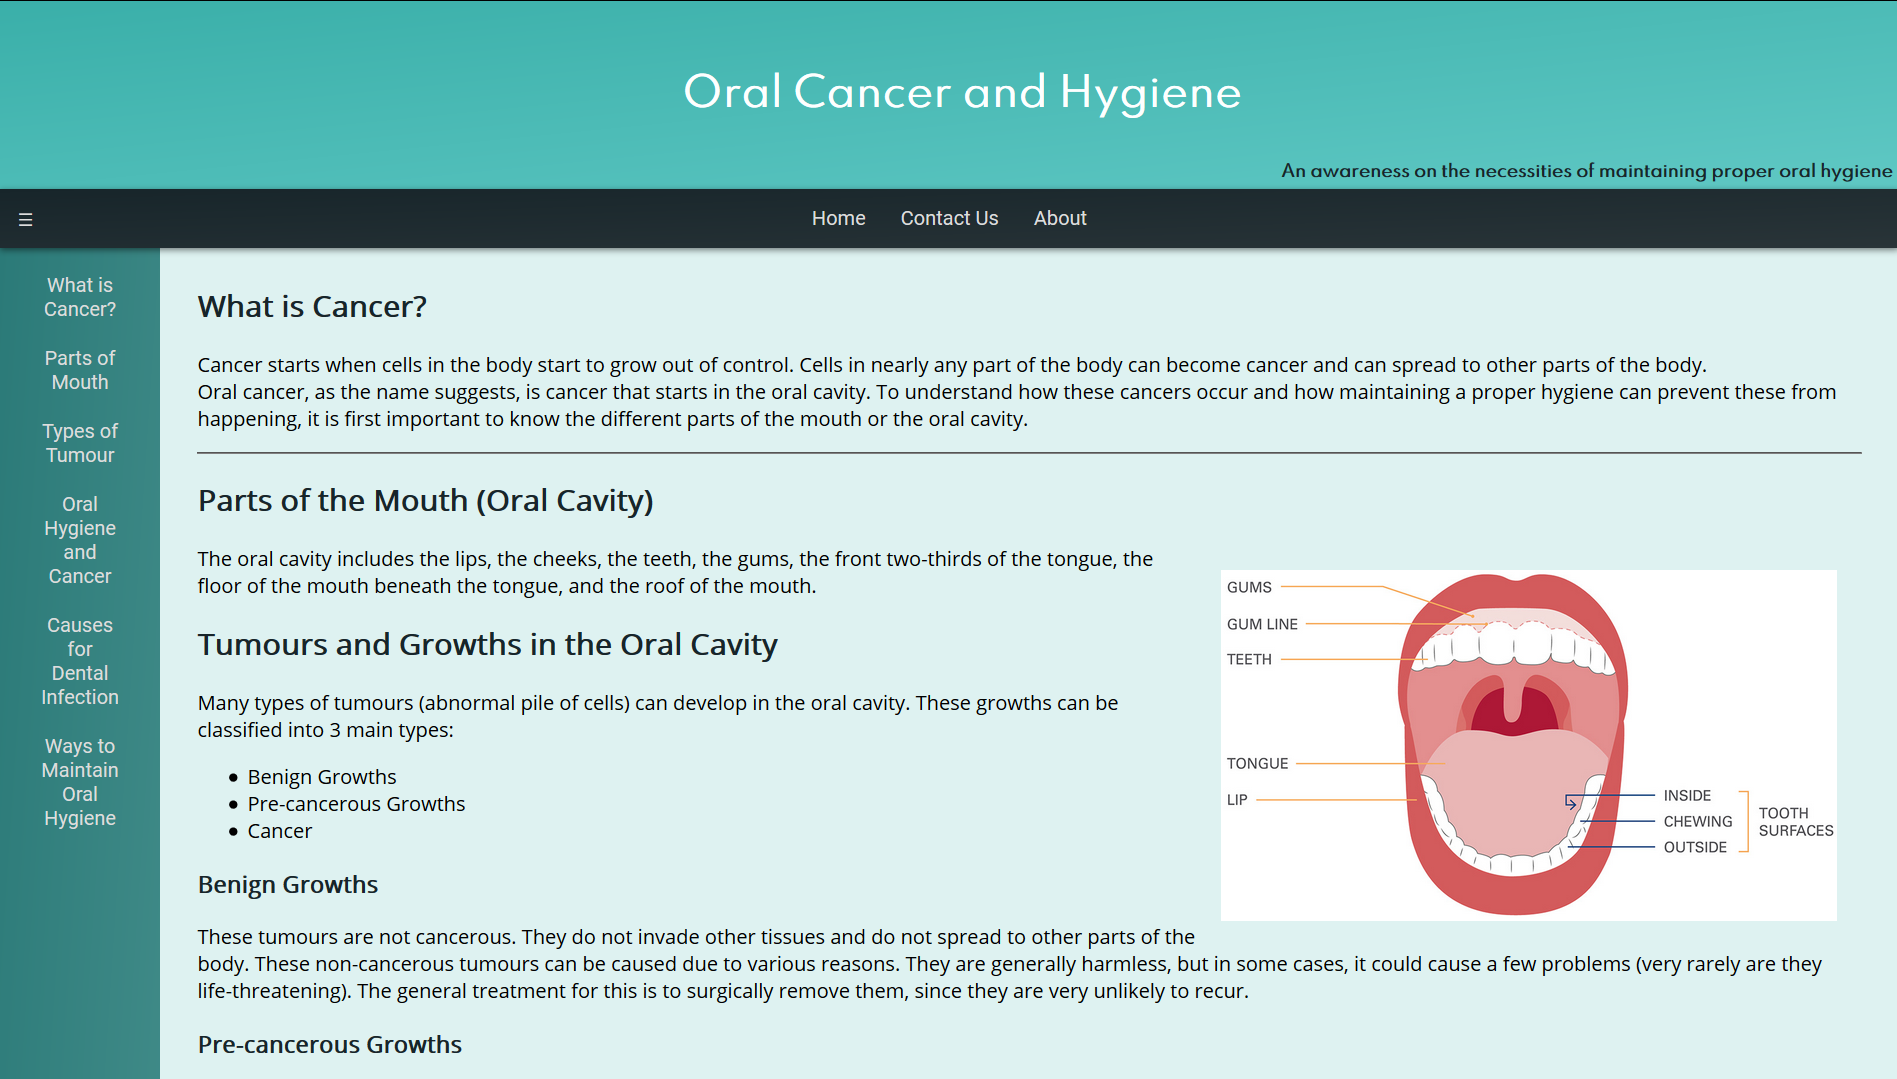 Oral Cancer and Hygiene
An awareness on the necessities of maintaining proper oral hygiene
☰
Home Contact Us About
What is
Cancer?
Parts of
Mouth
Types of
Tumour
Oral
Hygiene
and
Cancer
Causes
for
Dental
Infection
Ways to
Maintain
Oral
Hygiene
What is Cancer?
Cancer starts when cells in the body start to grow out of control. Cells in nearly any part of the body can become cancer and can spread to other parts of the body.
Oral cancer, as the name suggests, is cancer that starts in the oral cavity. To understand how these cancers occur and how maintaining a proper hygiene can prevent these from
happening, it is first important to know the different parts of the mouth or the oral cavity.
Parts of the Mouth (Oral Cavity)
The oral cavity includes the lips, the cheeks, the teeth, the gums, the front two-thirds of the tongue, the
floor of the mouth beneath the tongue, and the roof of the mouth.
GUMS
GUM LINE
TEETH
TONGUE
LIP
INSIDE
CHEWING
OUTSIDE
TOOTH
SURFACES
Tumours and Growths in the Oral Cavity
Many types of tumours (abnormal pile of cells) can develop in the oral cavity. These growths can be
classified into 3 main types:
• Benign Growths
• Pre-cancerous Growths
• Cancer
Benign Growths
These tumours are not cancerous. They do not invade other tissues and do not spread to other parts of the
body. These non-cancerous tumours can be caused due to various reasons. They are generally harmless, but in some cases, it could cause a few problems (very rarely are they
life-threatening). The general treatment for this is to surgically remove them, since they are very unlikely to recur.
Pre-cancerous Growths